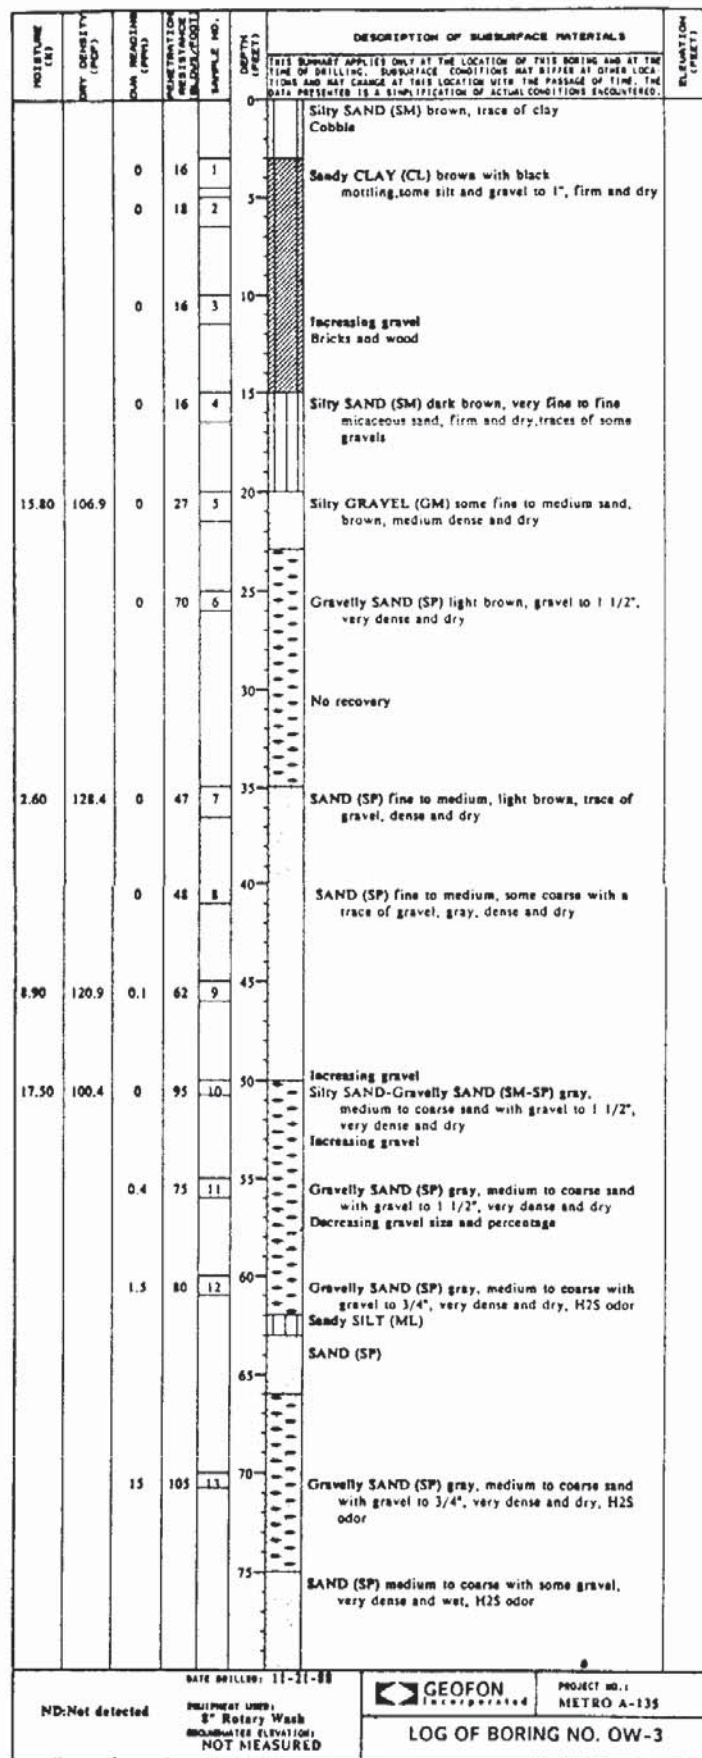 MOISTURE (%)
DRY DENSITY (PCF)
OVA READING (PPM)
PENETRATION RESISTANCE (BLOWS/FOOT)
SAMPLE NO.
DEPTH (FEET)
DESCRIPTION OF SUBSURFACE MATERIALS
THIS SUMMARY APPLIES ONLY AT THE LOCATION OF THIS BORING AND AT THE
TIME OF DRILLING. SUBSURFACE CONDITIONS MAY DIFFER AT OTHER LOCA-
TIONS AND MAY CHANGE AT THIS LOCATION WITH THE PASSAGE OF TIME. THE
DATA PRESENTED IS A SIMPLIFICATION OF ACTUAL CONDITIONS ENCOUNTERED.
ELEVATION (FEET)
0
Silty SAND (SM) brown, trace of clay
Cobble
0 16 1 Sandy CLAY (CL) brown with black
mottling,some silt and gravel to 1", firm and dry
5
0 18 2
10
0 16 3
Increasing gravel
Bricks and wood
15
0 16 4 Silty SAND (SM) dark brown, very fine to fine
micaceous sand, firm and dry,traces of some
gravels
20
15.80 106.9 0 27 5 Silty GRAVEL (GM) some fine to medium sand,
brown, medium dense and dry
25
0 70 6 Gravelly SAND (SP) light brown, gravel to 1 1/2",
very dense and dry
30
No recovery
35
2.60 128.4 0 47 7 SAND (SP) fine to medium, light brown, trace of
gravel, dense and dry
40
0 48 8 SAND (SP) fine to medium, some coarse with a
trace of gravel, gray, dense and dry
45
8.90 120.9 0.1 62 9
Increasing gravel
50
17.50 100.4 0 95 10 Silty SAND-Gravelly SAND (SM-SP) gray,
medium to coarse sand with gravel to 1 1/2",
very dense and dry
Increasing gravel
55
0.4 75 11 Gravelly SAND (SP) gray, medium to coarse sand
with gravel to 1 1/2", very dense and dry
Decreasing gravel size and percentage
60
1.5 80 12 Gravelly SAND (SP) gray, medium to coarse with
gravel to 3/4", very dense and dry, H2S odor
Sandy SILT (ML)
SAND (SP)
65
70
15 105 13 Gravelly SAND (SP) gray, medium to coarse sand
with gravel to 3/4", very dense and dry, H2S
odor
75
SAND (SP) medium to coarse with some gravel,
very dense and wet, H2S odor
ND:Not detected
DATE DRILLED: 11-21-88
EQUIPMENT USED:
8" Rotary Wash
GROUNDWATER ELEVATION:
NOT MEASURED
GEOFON
Incorporated
PROJECT NO.:
METRO A-135
LOG OF BORING NO. OW-3